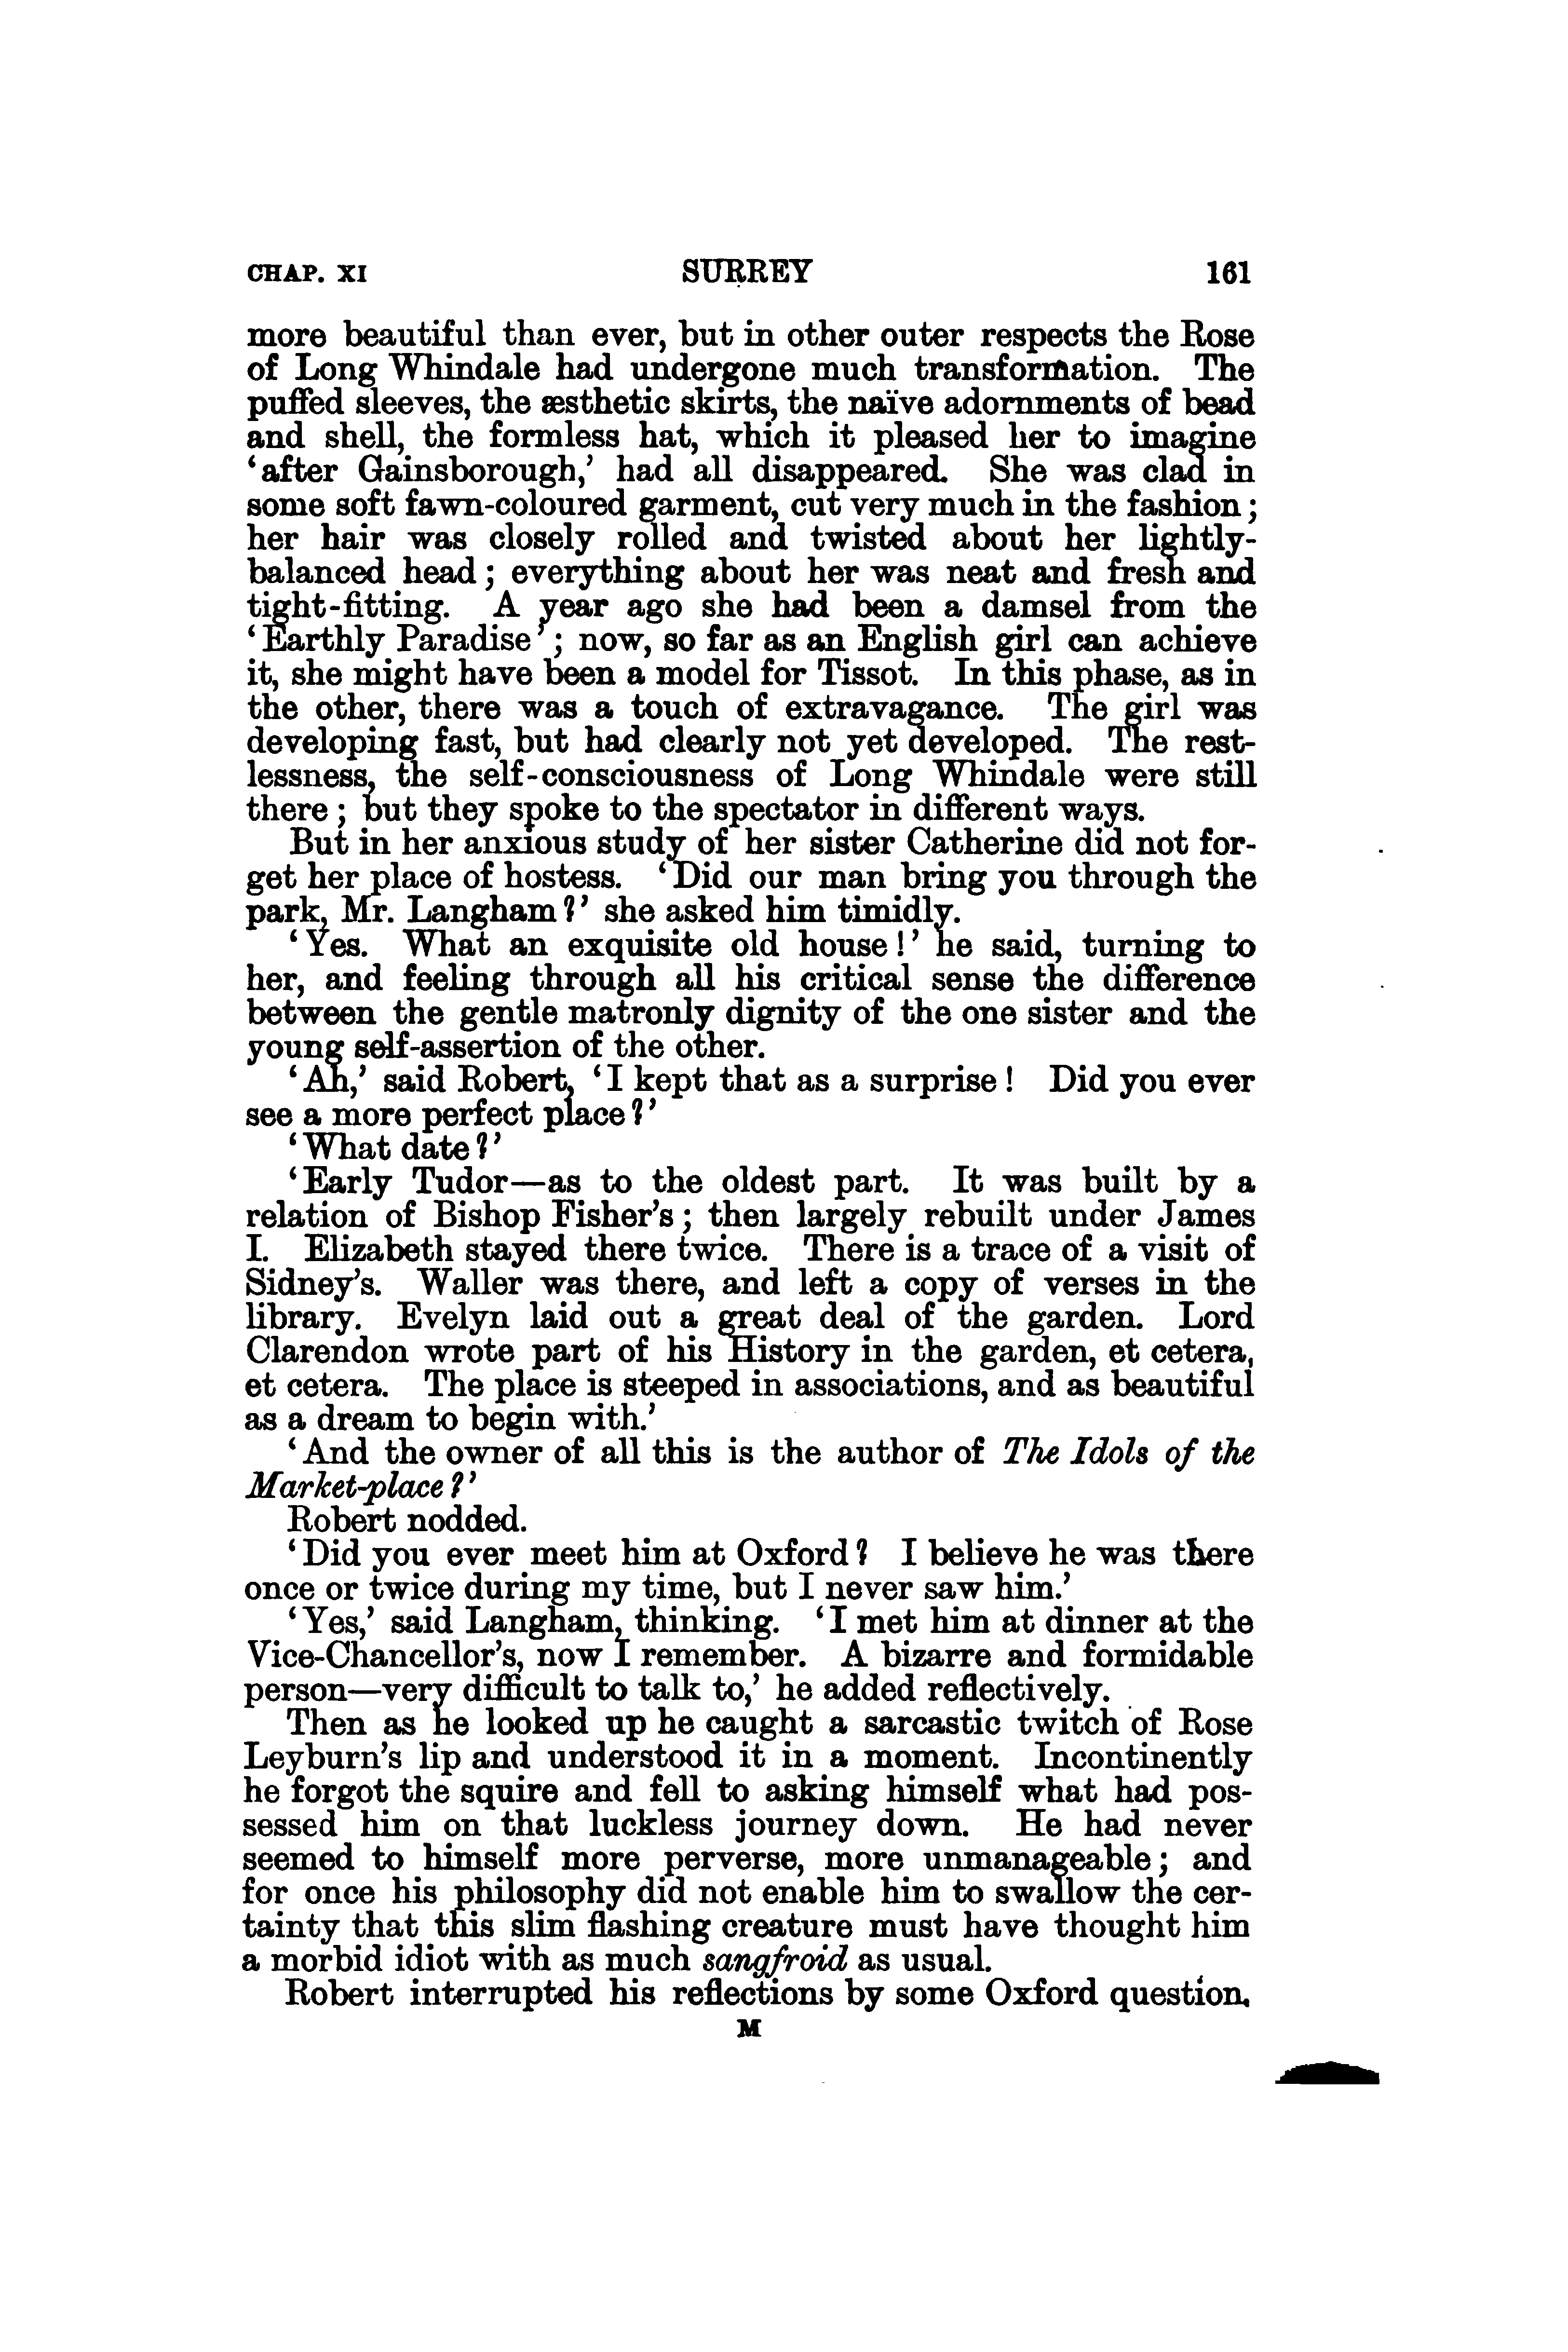 CHAP. XI SURREY 161
more beautiful than ever, but in other outer respects the Rose
of Long Whindale had undergone much transformation. The
puffed sleeves, the æsthetic skirts, the naïve adornments of bead
and shell, the formless hat, which it pleased her to imagine
‘after Gainsborough,’ had all disappeared. She was clad in
some soft fawn-coloured garment, cut very much in the fashion;
her hair was closely rolled and twisted about her lightly-
balanced head; everything about her was neat and fresh and
tight-fitting. A year ago she had been a damsel from the
‘Earthly Paradise’; now, so far as an English girl can achieve
it, she might have been a model for Tissot. In this phase, as in
the other, there was a touch of extravagance. The girl was
developing fast, but had clearly not yet developed. The rest-
lessness, the self-consciousness of Long Whindale were still
there; but they spoke to the spectator in different ways.
But in her anxious study of her sister Catherine did not for-
get her place of hostess. ‘Did our man bring you through the
park, Mr. Langham?’ she asked him timidly.
‘Yes. What an exquisite old house!’ he said, turning to
her, and feeling through all his critical sense the difference
between the gentle matronly dignity of the one sister and the
young self-assertion of the other.
‘Ah,’ said Robert, ‘I kept that as a surprise! Did you ever
see a more perfect place?’
‘What date?’
‘Early Tudor—as to the oldest part. It was built by a
relation of Bishop Fisher’s; then largely rebuilt under James
I. Elizabeth stayed there twice. There is a trace of a visit of
Sidney’s. Waller was there, and left a copy of verses in the
library. Evelyn laid out a great deal of the garden. Lord
Clarendon wrote part of his History in the garden, et cetera,
et cetera. The place is steeped in associations, and as beautiful
as a dream to begin with.’
‘And the owner of all this is the author of The Idols of the
Market-place?’
Robert nodded.
‘Did you ever meet him at Oxford? I believe he was there
once or twice during my time, but I never saw him.’
‘Yes,’ said Langham, thinking. ‘I met him at dinner at the
Vice-Chancellor’s, now I remember. A bizarre and formidable
person—very difficult to talk to,’ he added reflectively.
Then as he looked up he caught a sarcastic twitch of Rose
Leyburn’s lip and understood it in a moment. Incontinently
he forgot the squire and fell to asking himself what had pos-
sessed him on that luckless journey down. He had never
seemed to himself more perverse, more unmanageable; and
for once his philosophy did not enable him to swallow the cer-
tainty that this slim flashing creature must have thought him
a morbid idiot with as much sangfroid as usual.
Robert interrupted his reflections by some Oxford question.
M